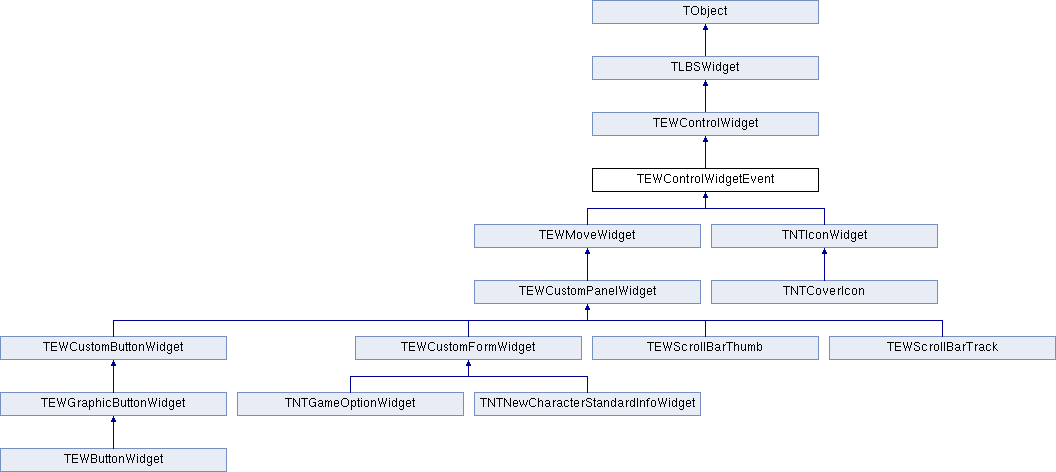 TObject
TLBSWidget
TEWControlWidget
TEWControlWidgetEvent
TEWMoveWidget
TNTIconWidget
TEWCustomPanelWidget
TNTCoverIcon
TEWCustomButtonWidget
TEWCustomFormWidget
TEWScrollBarThumb
TEWScrollBarTrack
TEWGraphicButtonWidget
TNTGameOptionWidget
TNTNewCharacterStandardInfoWidget
TEWButtonWidget